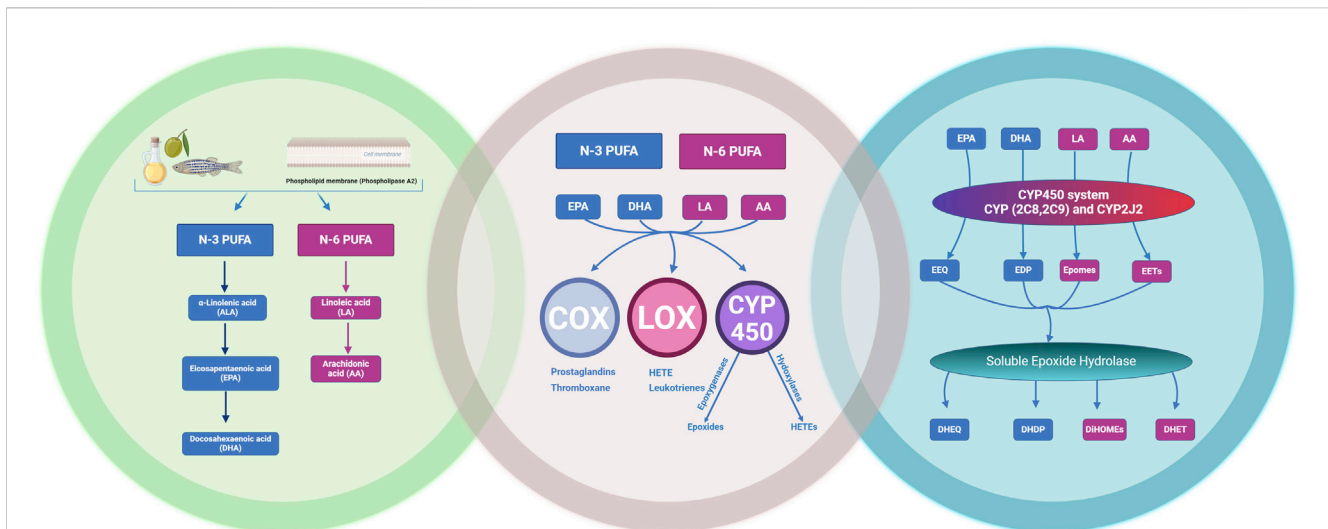 Cell membrane
Phospholipid membrane (Phospholipase A2)
N-3 PUFA
N-6 PUFA
α-Linolenic acid
(ALA)
Linoleic acid
(LA)
Eicosapentaenoic acid
(EPA)
Arachidonic
acid (AA)
Docosahexaenoic acid
(DHA)
N-3 PUFA
N-6 PUFA
EPA
DHA
LA
AA
COX
LOX
CYP
450
Prostaglandins
Thromboxane
HETE
Leukotrienes
Epoxygenases
Hydoxylases
Epoxides
HETEs
EPA
DHA
LA
AA
CYP450 system
CYP (2C8,2C9) and CYP2J2
EEQ
EDP
Epomes
EETs
Soluble Epoxide Hydrolase
DHEQ
DHDP
DiHOMEs
DHET